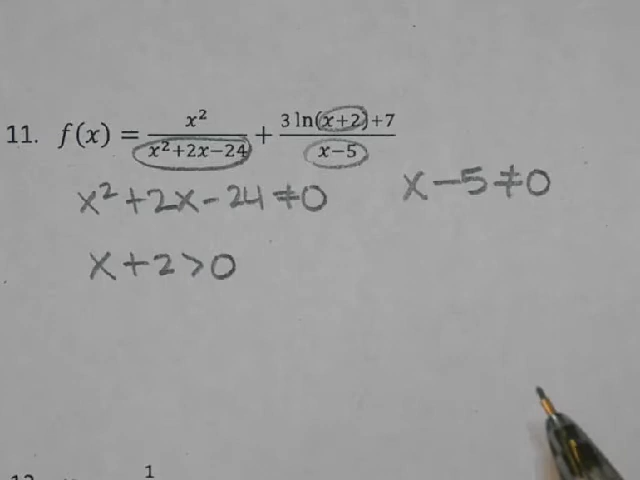 11. f(x) = x²/(x²+2x−24) + (3 ln(x+2)+7)/(x−5)
x²+2x−24≠0 x−5≠0
x+2>0
1